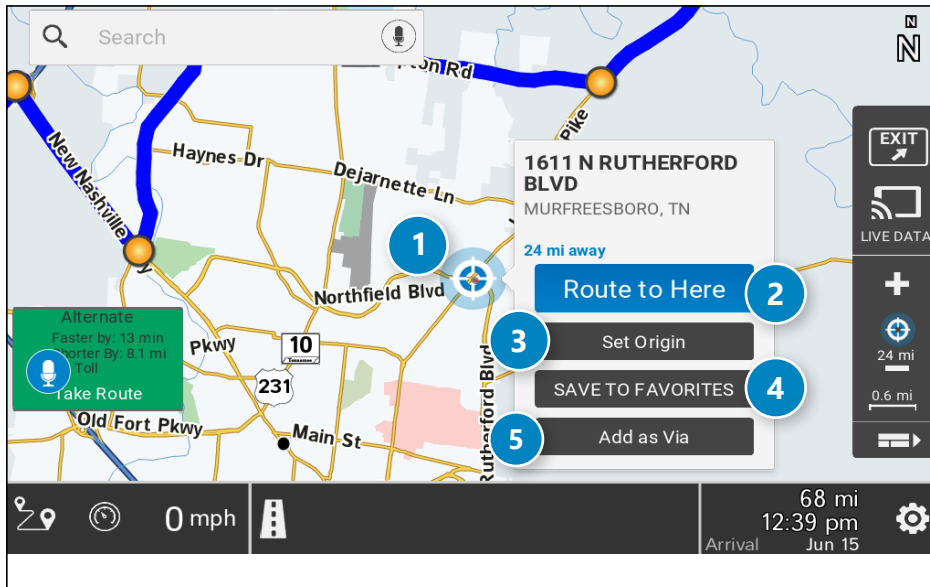 Search
N
N
pton Rd
Pike
New Nashville
y
Haynes Dr
Dejarnette Ln
1611 N RUTHERFORD
BLVD
MURFREESBORO, TN
24 mi away
1
Route to Here
2
Set Origin
3
SAVE TO FAVORITES
4
Add as Via
5
EXIT
LIVE DATA
24 mi
0.6 mi
Northfield Blvd
Alternate
Faster by: 13 min
Shorter By: 8.1 mi
Toll
Take Route
Pkwy
10
TENNESSEE
231
Old Fort Pkwy
Main St
Rutherford Blvd
0 mph
68 mi
12:39 pm
Arrival Jun 15